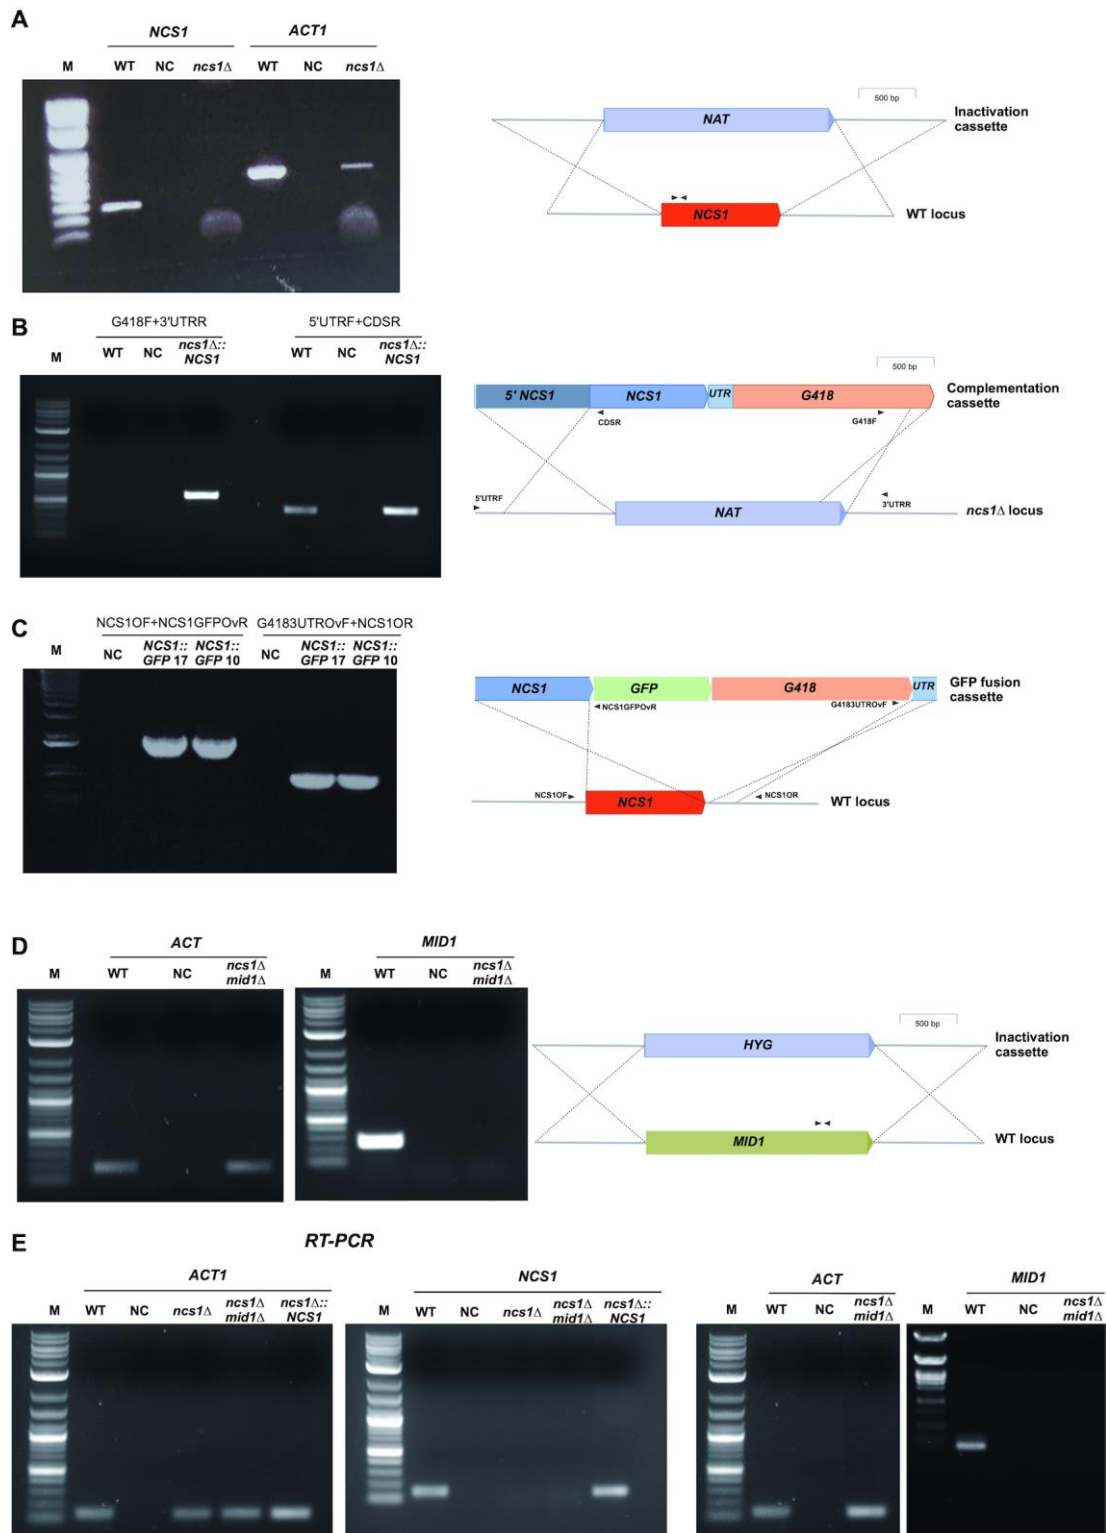 A
NCS1 ACT1
M WT NC ncs1Δ WT NC ncs1Δ
500 bp
NAT
Inactivation
cassette
NCS1
WT locus
B
G418F+3'UTRR 5'UTRF+CDSR
M WT NC ncs1Δ::
NCS1 WT NC ncs1Δ::
NCS1
500 bp
5' NCS1 NCS1 UTR G418
Complementation
cassette
CDSR G418F
5'UTRF
3'UTRR
NAT
ncs1Δ locus
C
NCS1OF+NCS1GFPOvR G4183UTROvF+NCS1OR
M NC NCS1::
GFP 17 NCS1::
GFP 10 NC NCS1::
GFP 17 NCS1::
GFP 10
NCS1 GFP G418 UTR
GFP fusion
cassette
NCS1GFPOvR G4183UTROvF
NCS1OF NCS1OR
NCS1
WT locus
D
ACT MID1
M WT NC ncs1Δ
mid1Δ
M WT NC ncs1Δ
mid1Δ
500 bp
HYG
Inactivation
cassette
MID1
WT locus
E
RT-PCR
ACT1
M WT NC ncs1Δ ncs1Δ
mid1Δ ncs1Δ::
NCS1
NCS1
M WT NC ncs1Δ ncs1Δ
mid1Δ ncs1Δ::
NCS1
ACT
M WT NC ncs1Δ
mid1Δ
MID1
M WT NC ncs1Δ
mid1Δ